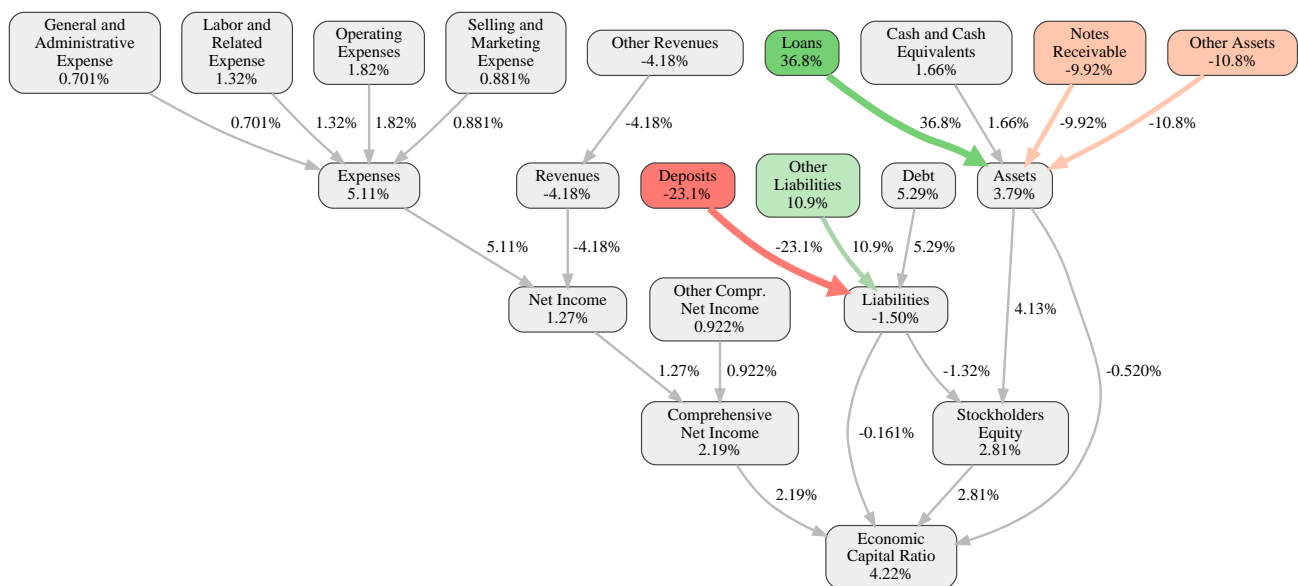 General and
Administrative
Expense
0.701%
Labor and
Related
Expense
1.32%
Operating
Expenses
1.82%
Selling and
Marketing
Expense
0.881%
Other Revenues
-4.18%
Loans
36.8%
Cash and Cash
Equivalents
1.66%
Notes
Receivable
-9.92%
Other Assets
-10.8%
0.701%
1.32%
1.82%
0.881%
-4.18%
36.8%
1.66%
-9.92%
-10.8%
Expenses
5.11%
Revenues
-4.18%
Deposits
-23.1%
Other
Liabilities
10.9%
Debt
5.29%
Assets
3.79%
5.11%
-4.18%
-23.1%
10.9%
5.29%
4.13%
-0.520%
Net Income
1.27%
Other Compr.
Net Income
0.922%
Liabilities
-1.50%
1.27%
0.922%
-0.161%
-1.32%
Comprehensive
Net Income
2.19%
Stockholders
Equity
2.81%
2.19%
2.81%
Economic
Capital Ratio
4.22%